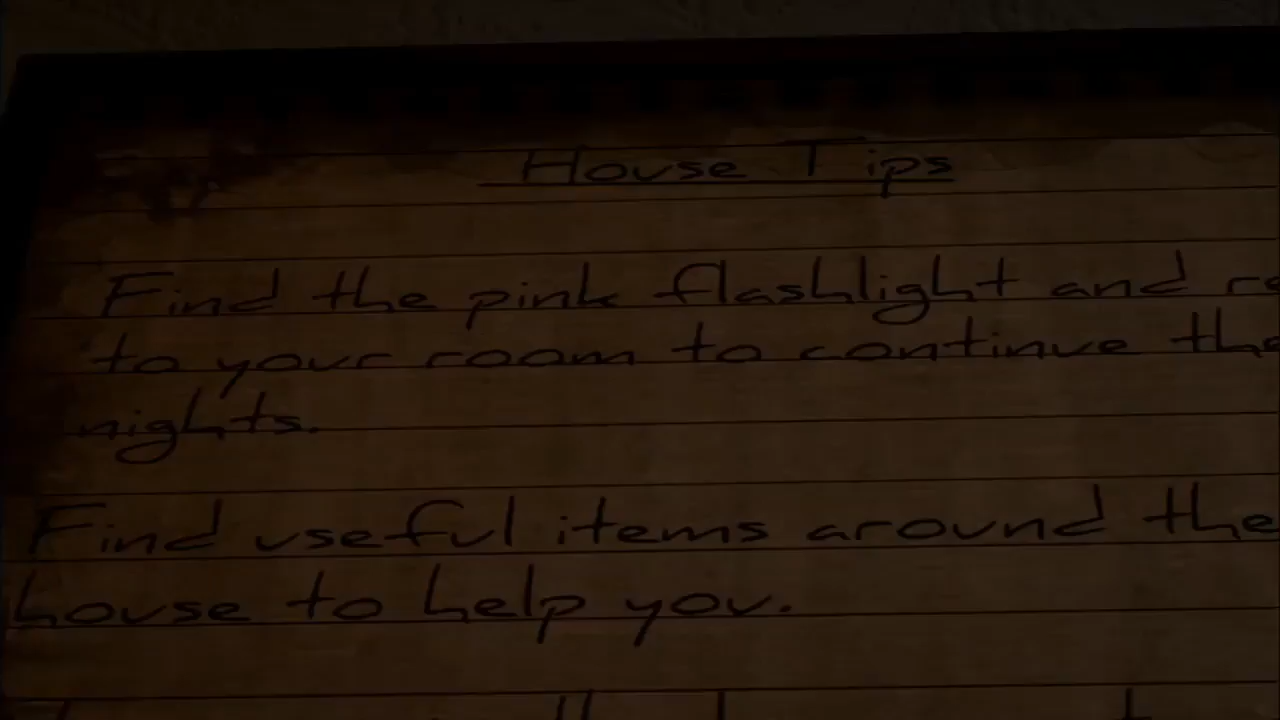 House Tips
Find the pink flashlight and
to your room to continue the
nights.
Find useful items around the
house to help you.